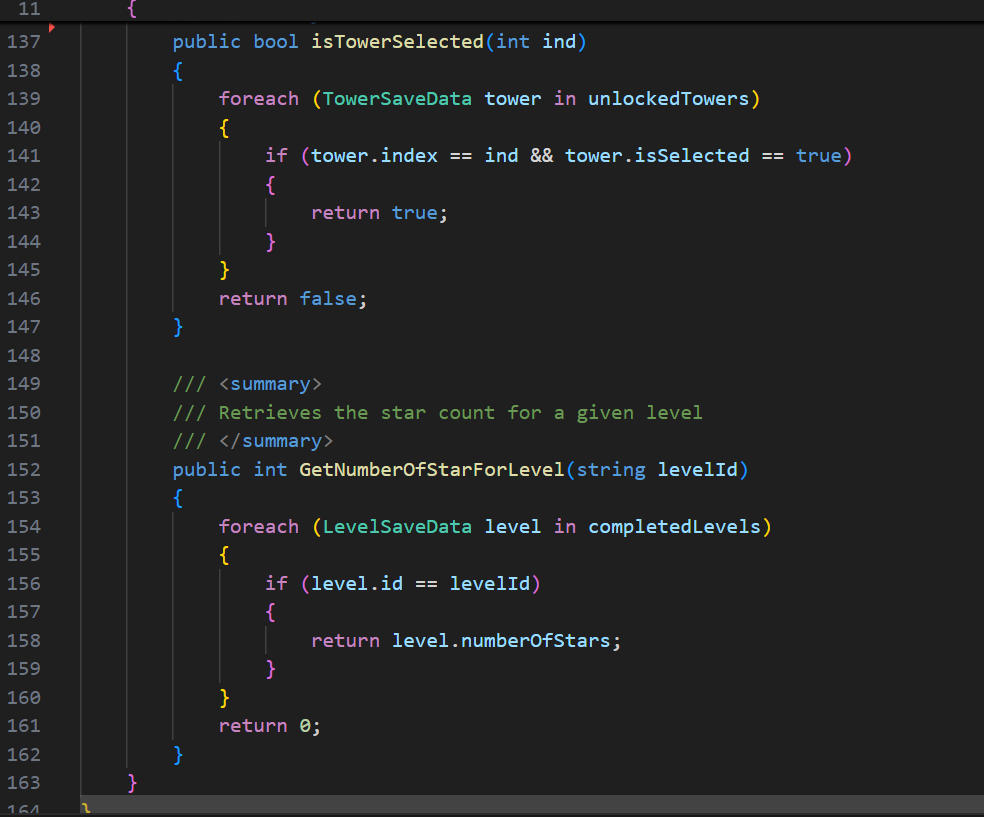 11 {
137 public bool isTowerSelected(int ind)
138 {
139 foreach (TowerSaveData tower in unlockedTowers)
140 {
141 if (tower.index == ind && tower.isSelected == true)
142 {
143 return true;
144 }
145 }
146 return false;
147 }
148
149 /// <summary>
150 /// Retrieves the star count for a given level
151 /// </summary>
152 public int GetNumberOfStarForLevel(string levelId)
153 {
154 foreach (LevelSaveData level in completedLevels)
155 {
156 if (level.id == levelId)
157 {
158 return level.numberOfStars;
159 }
160 }
161 return 0;
162 }
163 }
164 }